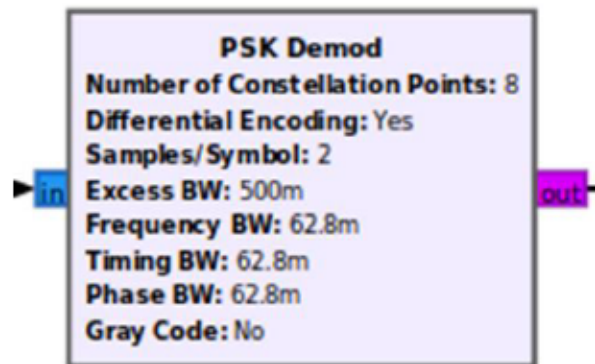 PSK Demod
Number of Constellation Points: 8
Differential Encoding: Yes
Samples/Symbol: 2
in
Excess BW: 500m
out
Frequency BW: 62.8m
Timing BW: 62.8m
Phase BW: 62.8m
Gray Code: No